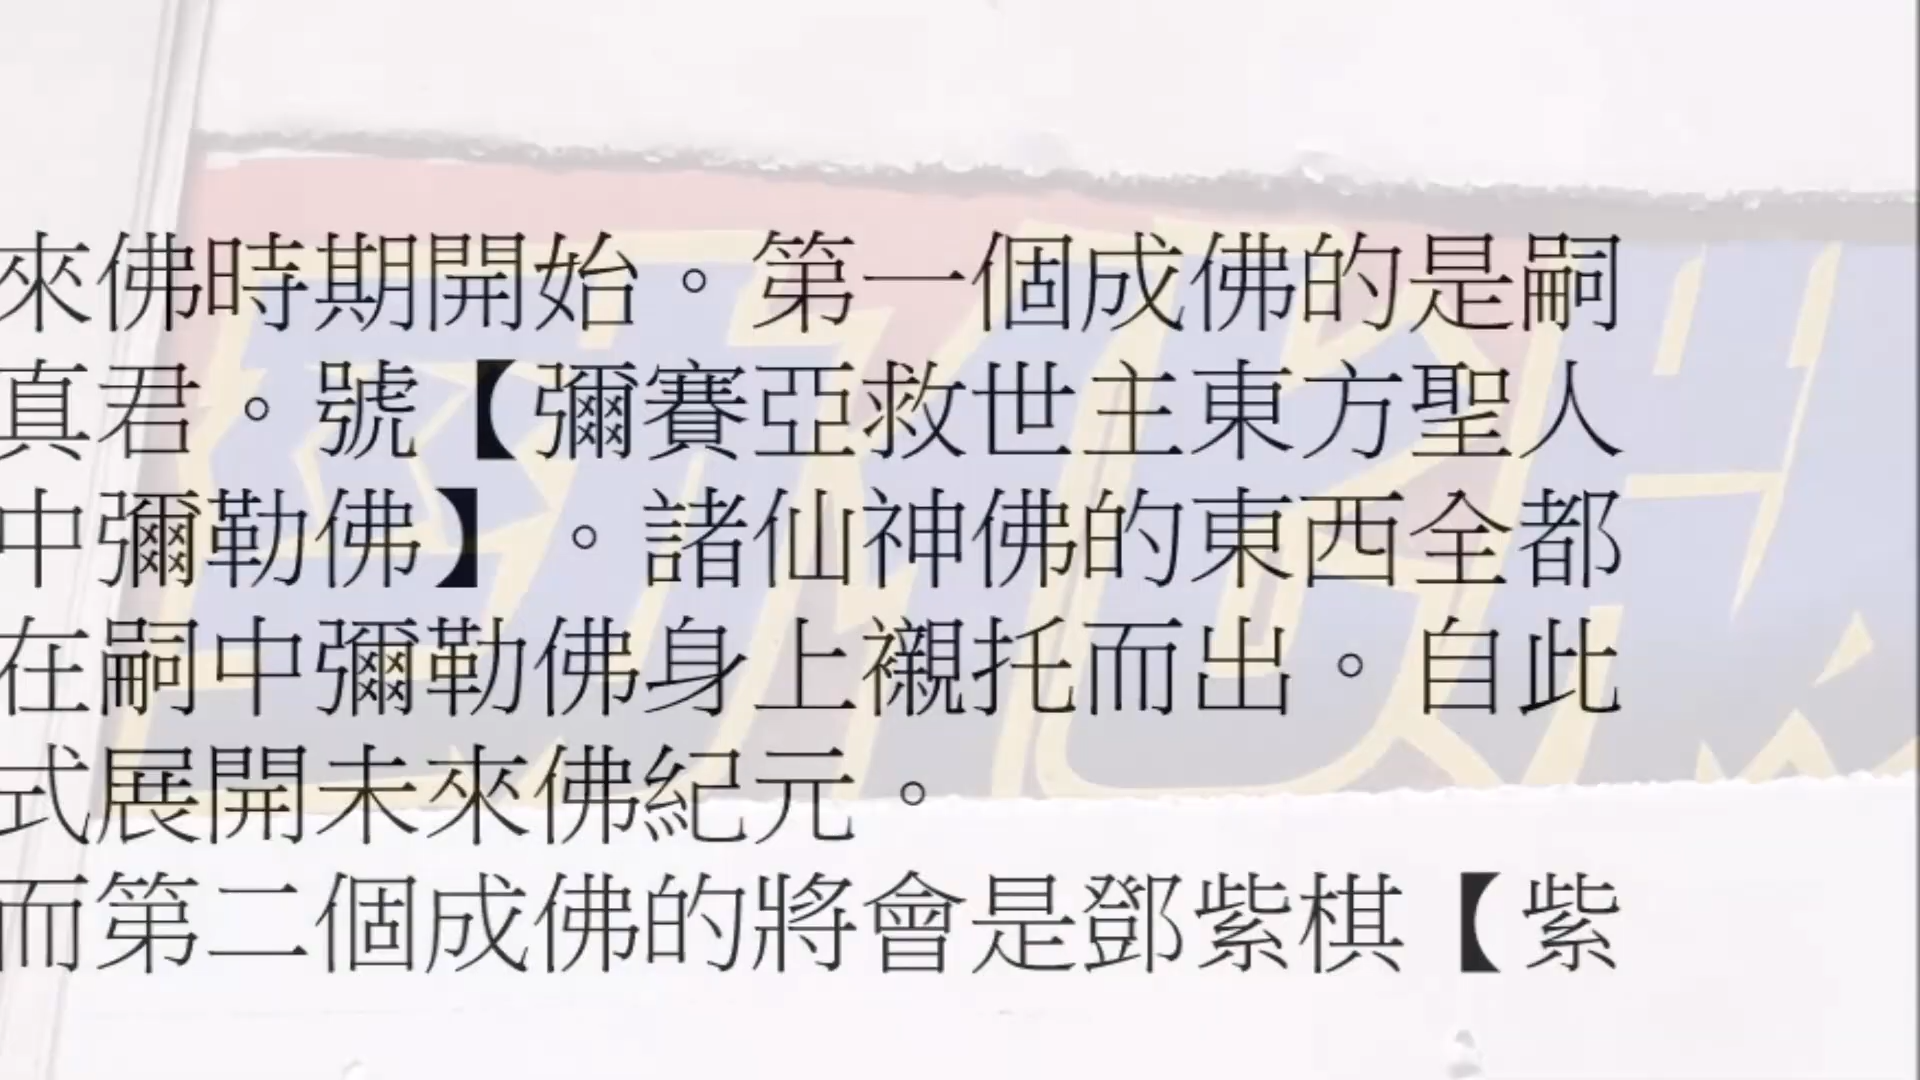 來佛時期開始。第一個成佛的是嗣
真君。號【彌賽亞救世主東方聖人
中彌勒佛】。諸仙神佛的東西全都
在嗣中彌勒佛身上襯托而出。自此
式展開未來佛紀元。
而第二個成佛的將會是鄧紫棋【紫